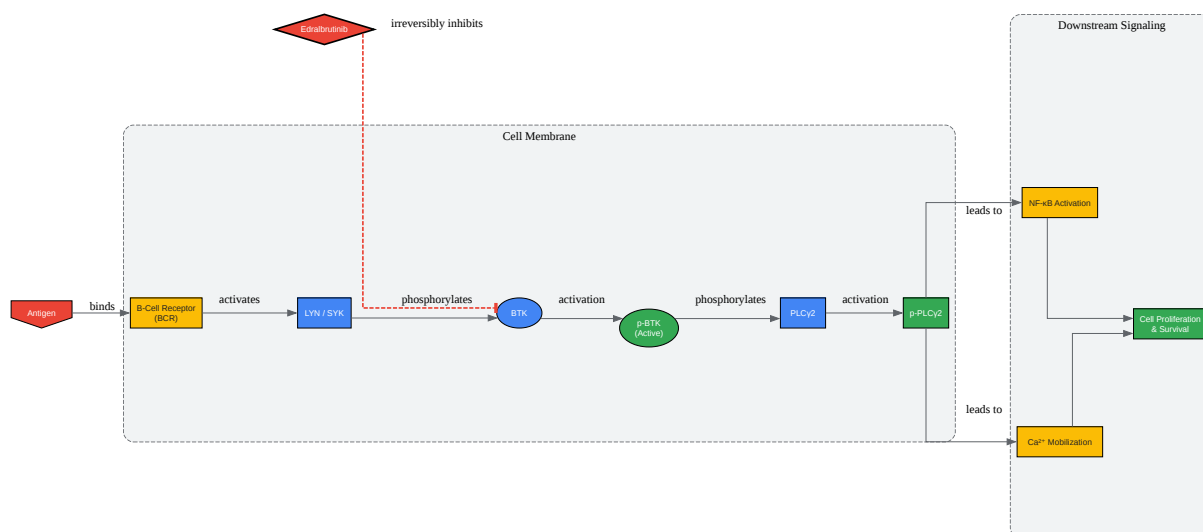 Edralbrutinib
irreversibly inhibits
Downstream Signaling
Cell Membrane
NF-κB Activation
leads to
Antigen
binds
B-Cell Receptor
(BCR)
activates
LYN / SYK
phosphorylates
BTK
activation
p-BTK
(Active)
phosphorylates
PLCγ2
activation
p-PLCγ2
Cell Proliferation
& Survival
leads to
Ca²⁺ Mobilization